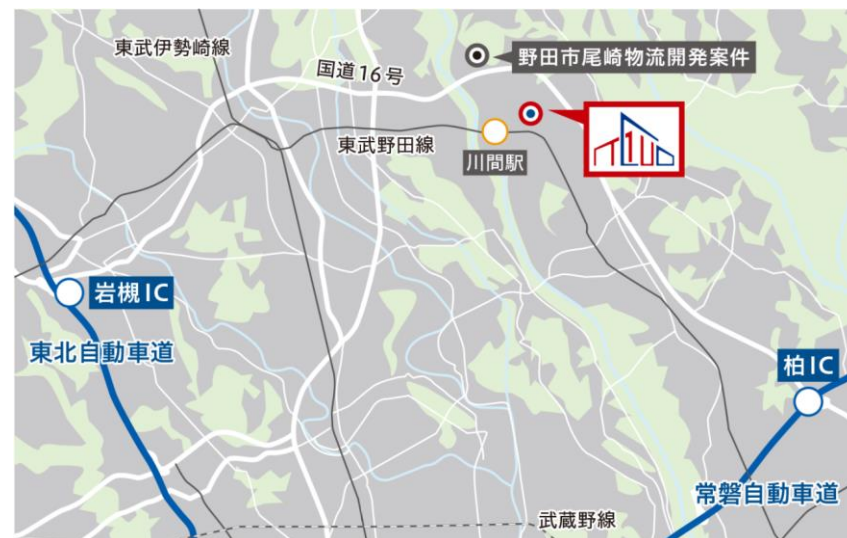 東武伊勢崎線
野田市尾崎物流開発案件
国道16号
東武野田線
川間駅
岩槻IC
東北自動車道
柏IC
常磐自動車道
武蔵野線